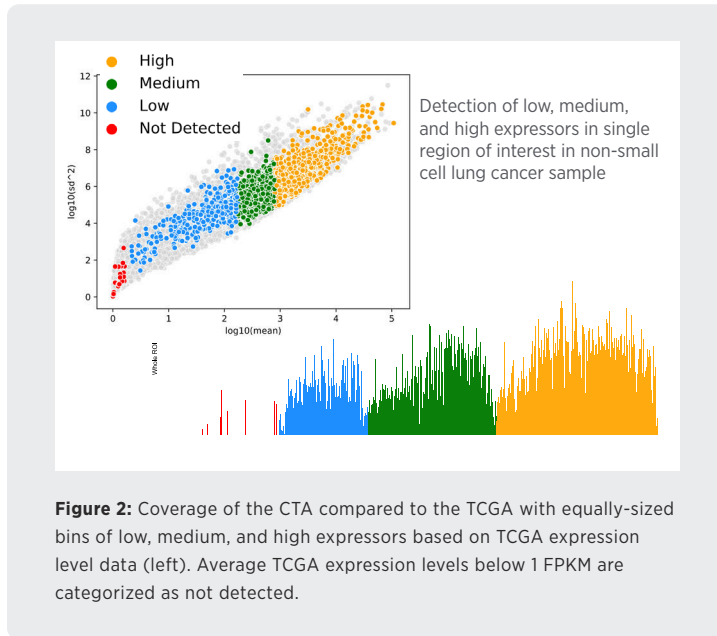 High
Medium
Low
Not Detected
12
10
8
6
4
2
0
log10(sd^2)
0 1 2 3 4 5
log10(mean)
Detection of low, medium,
and high expressors in single
region of interest in non-small
cell lung cancer sample
Whole ROI
Figure 2: Coverage of the CTA compared to the TCGA with equally-sized
bins of low, medium, and high expressors based on TCGA expression
level data (left). Average TCGA expression levels below 1 FPKM are
categorized as not detected.